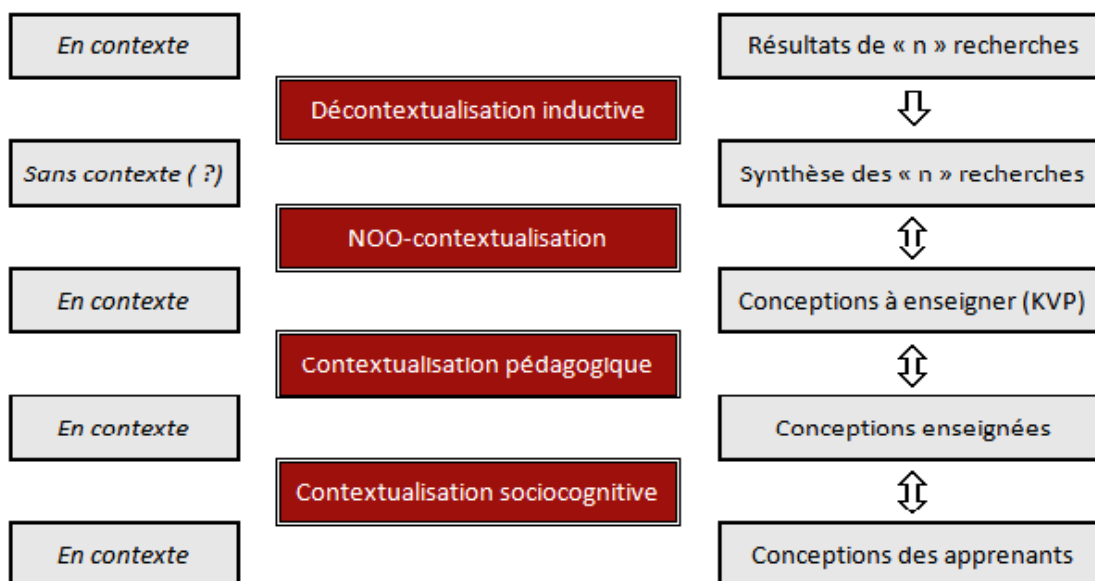 En contexte
Résultats de « n » recherches
Décontextualisation inductive
Sans contexte ( ?)
Synthèse des « n » recherches
NOO-contextualisation
En contexte
Conceptions à enseigner (KVP)
Contextualisation pédagogique
En contexte
Conceptions enseignées
Contextualisation sociocognitive
En contexte
Conceptions des apprenants